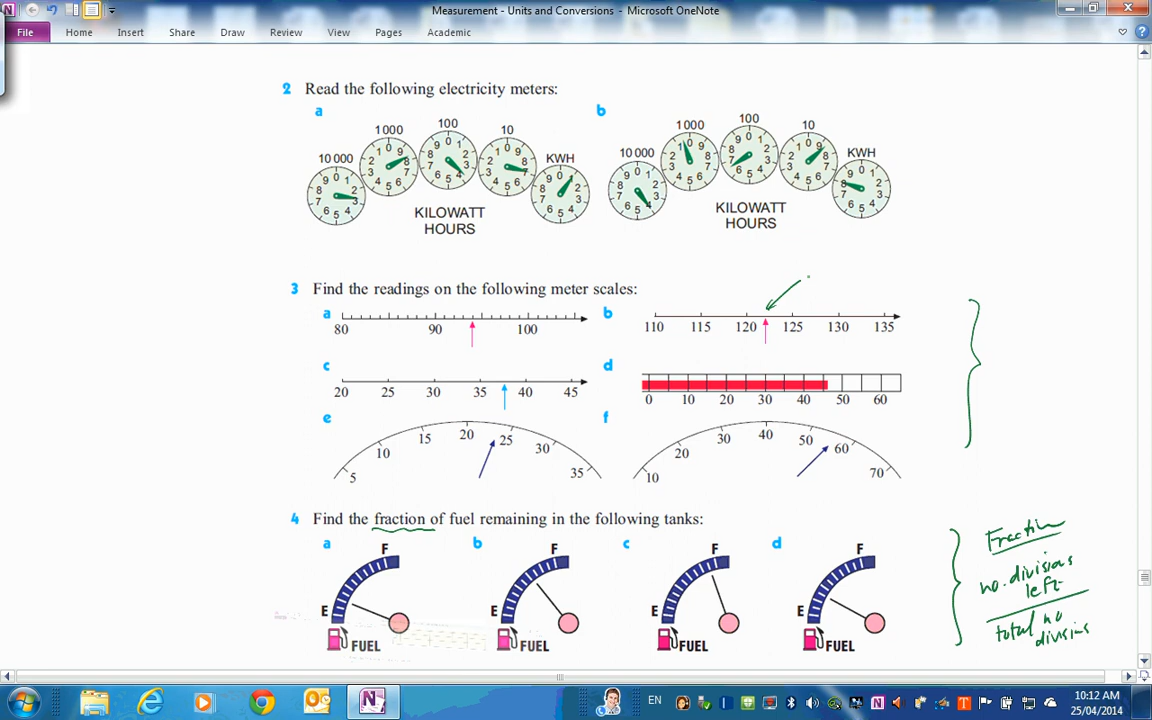 Measurement - Units and Conversions - Microsoft OneNote
File Home Insert Share Draw Review View Pages Academic
2 Read the following electricity meters:
a b
10 000 1 000 100 10 KWH
KILOWATT
HOURS
10 000 1 000 100 10 KWH
KILOWATT
HOURS
3 Find the readings on the following meter scales:
a 80 90 100
b 110 115 120 125 130 135
c 20 25 30 35 40 45
d 0 10 20 30 40 50 60
e 5 10 15 20 25 30 35
f 10 20 30 40 50 60 70
4 Find the fraction of fuel remaining in the following tanks:
a b c d
F F F F
E E E E
FUEL FUEL FUEL FUEL
Fraction
no. divisions
left
total no
divisions
EN
10:12 AM
25/04/2014